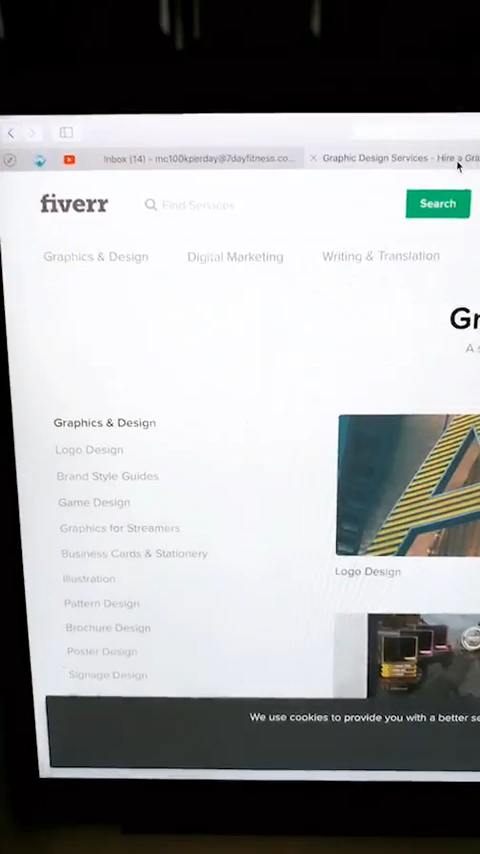 Inbox (14) – mc100kperday@7dayfitness.co...
Graphic Design Services - Hire a Gra
fiverr
Find Services
Search
Graphics & Design
Digital Marketing
Writing & Translation
Gr
A s
Graphics & Design
Logo Design
Brand Style Guides
Game Design
Graphics for Streamers
Business Cards & Stationery
Illustration
Pattern Design
Brochure Design
Poster Design
Signage Design
Logo Design
We use cookies to provide you with a better se